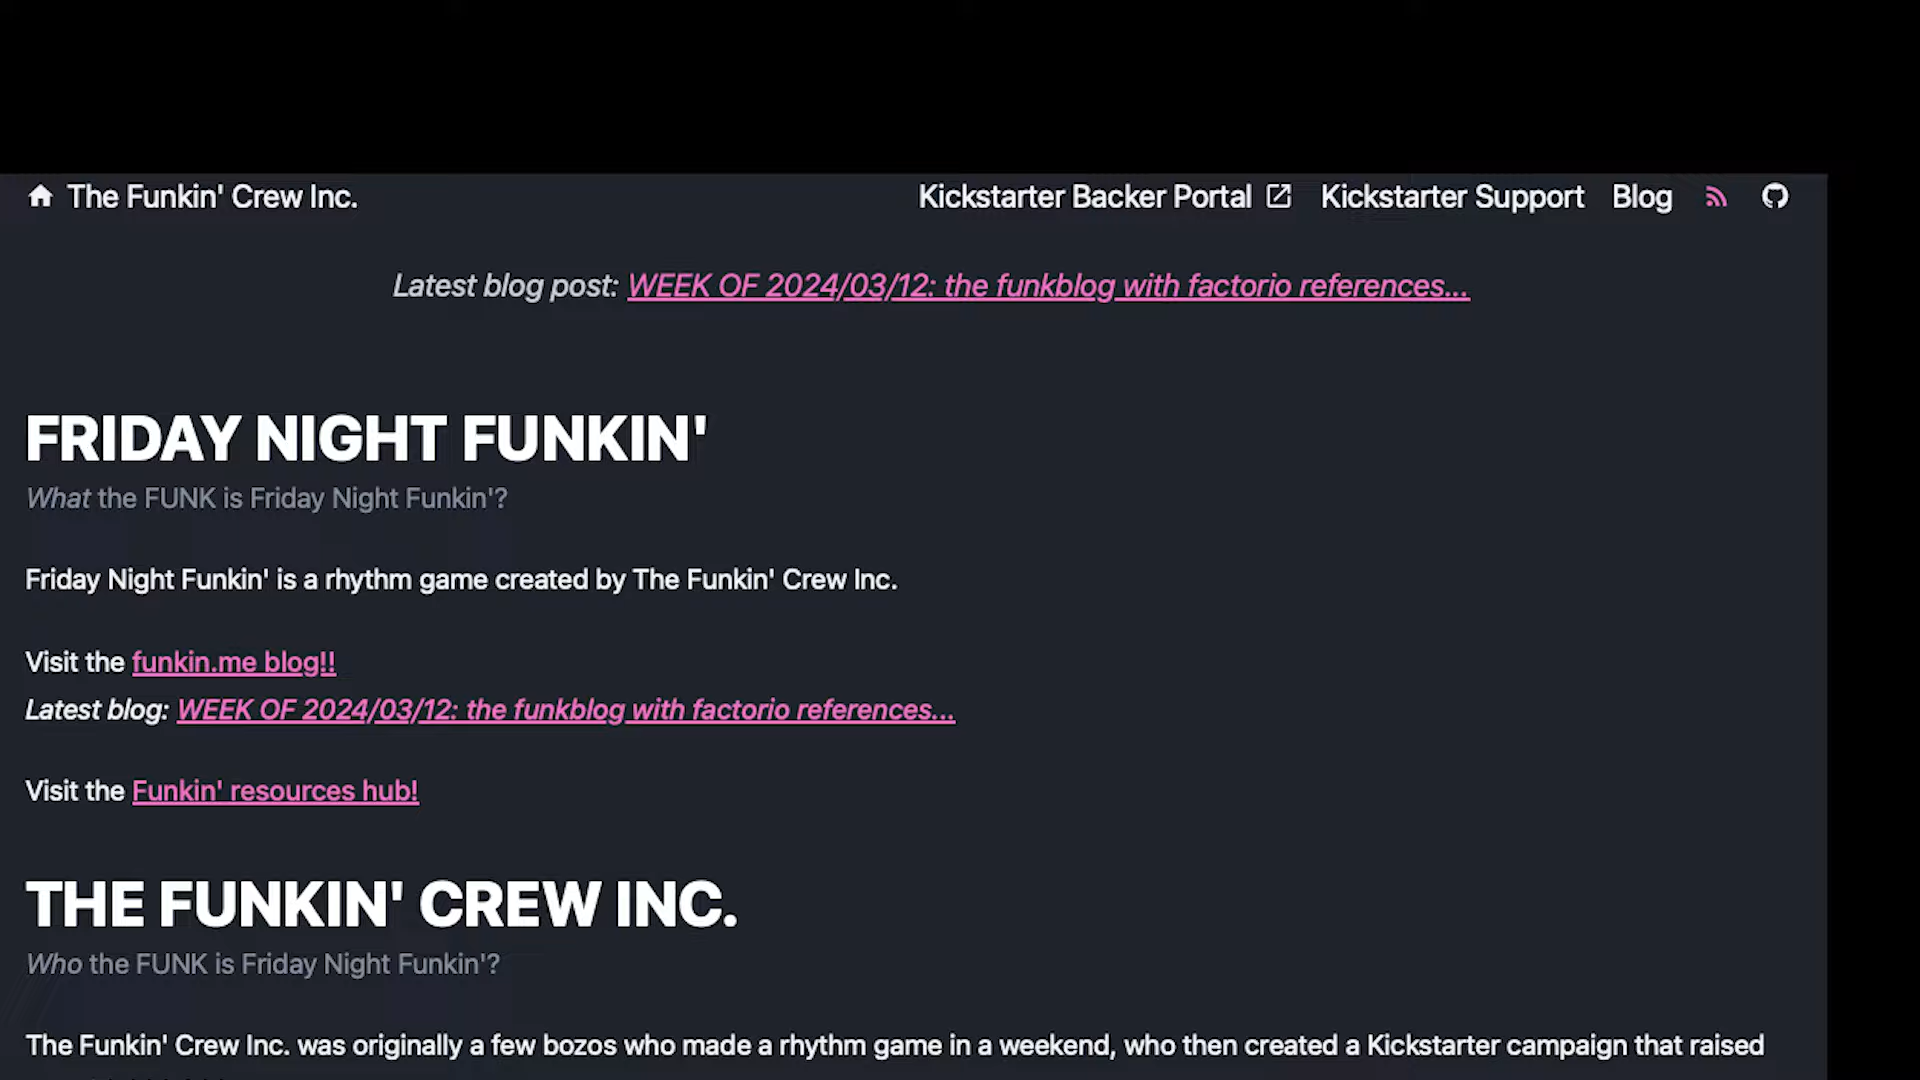 The Funkin' Crew Inc. Kickstarter Backer Portal Kickstarter Support Blog
Latest blog post: WEEK OF 2024/03/12: the funkblog with factorio references...
FRIDAY NIGHT FUNKIN'
What the FUNK is Friday Night Funkin'?
Friday Night Funkin' is a rhythm game created by The Funkin' Crew Inc.
Visit the funkin.me blog!!
Latest blog: WEEK OF 2024/03/12: the funkblog with factorio references...
Visit the Funkin' resources hub!
THE FUNKIN' CREW INC.
Who the FUNK is Friday Night Funkin'?
The Funkin' Crew Inc. was originally a few bozos who made a rhythm game in a weekend, who then created a Kickstarter campaign that raised